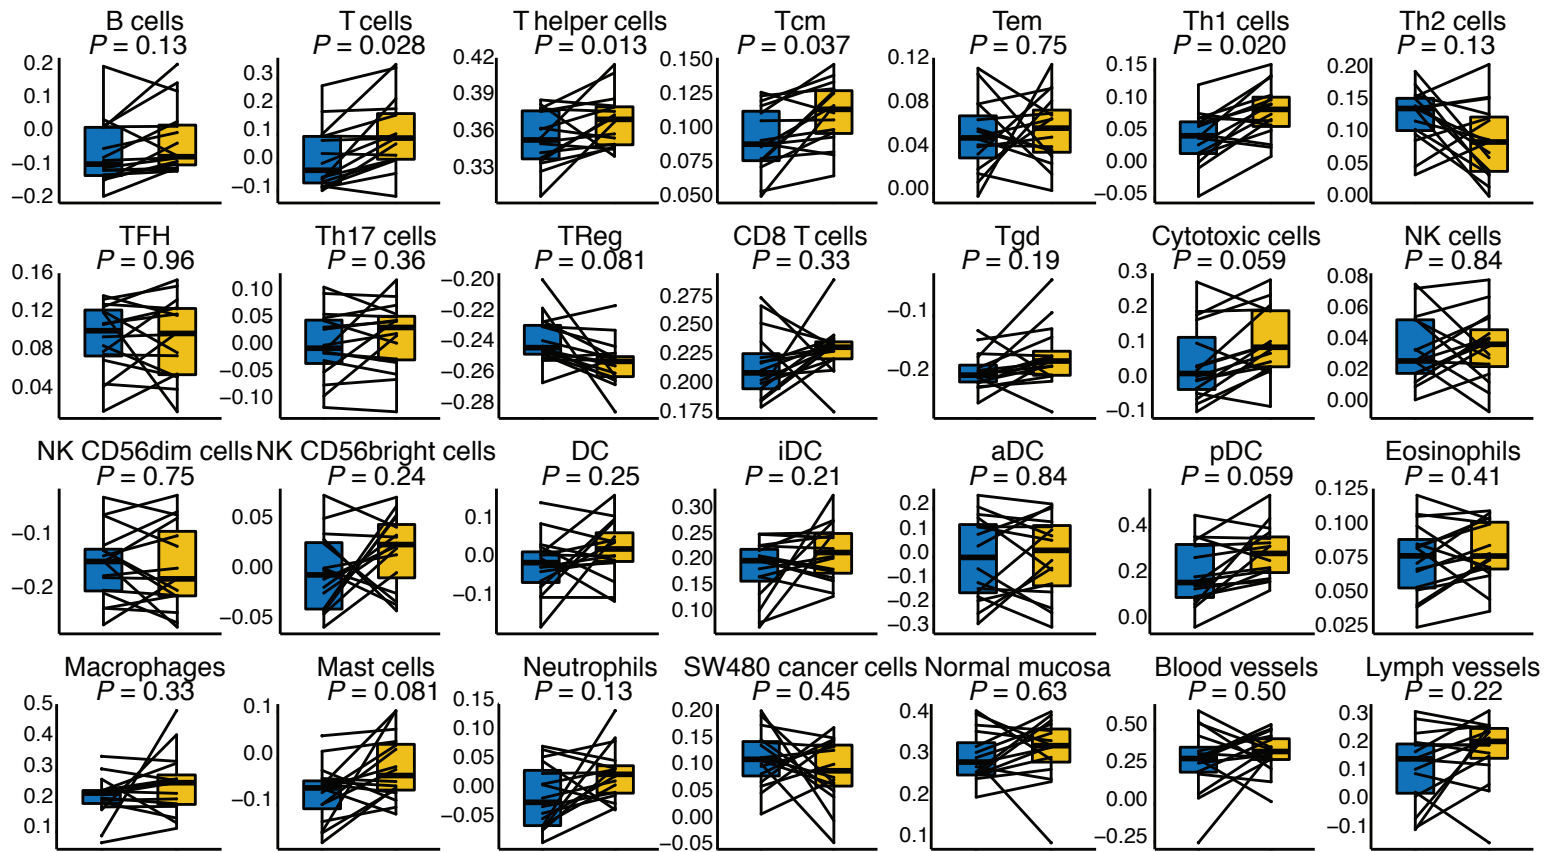 B cells
P = 0.13
0.2
0.1
0.0
−0.1
−0.2
T cells
P = 0.028
0.3
0.2
0.1
0.0
−0.1
T helper cells
P = 0.013
0.42
0.39
0.36
0.33
Tcm
P = 0.037
0.150
0.125
0.100
0.075
0.050
Tem
P = 0.75
0.12
0.08
0.04
0.00
Th1 cells
P = 0.020
0.15
0.10
0.05
0.00
−0.05
Th2 cells
P = 0.13
0.20
0.15
0.10
0.05
0.00
TFH
P = 0.96
0.16
0.12
0.08
0.04
Th17 cells
P = 0.36
0.10
0.05
0.00
−0.05
−0.10
TReg
P = 0.081
−0.20
−0.22
−0.24
−0.26
−0.28
CD8 T cells
P = 0.33
0.275
0.250
0.225
0.200
0.175
Tgd
P = 0.19
−0.1
−0.2
Cytotoxic cells
P = 0.059
0.3
0.2
0.1
0.0
−0.1
NK cells
P = 0.84
0.08
0.06
0.04
0.02
0.00
NK CD56dim cells
P = 0.75
−0.1
−0.2
NK CD56bright cells
P = 0.24
0.05
0.00
−0.05
DC
P = 0.25
0.1
0.0
−0.1
iDC
P = 0.21
0.30
0.25
0.20
0.15
0.10
aDC
P = 0.84
0.2
0.1
0.0
−0.1
−0.2
−0.3
pDC
P = 0.059
0.4
0.2
0.0
Eosinophils
P = 0.41
0.125
0.100
0.075
0.050
0.025
Macrophages
P = 0.33
0.5
0.4
0.3
0.2
0.1
Mast cells
P = 0.081
0.1
0.0
−0.1
Neutrophils
P = 0.13
0.15
0.10
0.05
0.00
−0.05
SW480 cancer cells
P = 0.45
0.20
0.15
0.10
0.05
0.00
−0.05
Normal mucosa
P = 0.63
0.4
0.3
0.2
0.1
Blood vessels
P = 0.50
0.50
0.25
0.00
−0.25
Lymph vessels
P = 0.22
0.3
0.2
0.1
0.0
−0.1